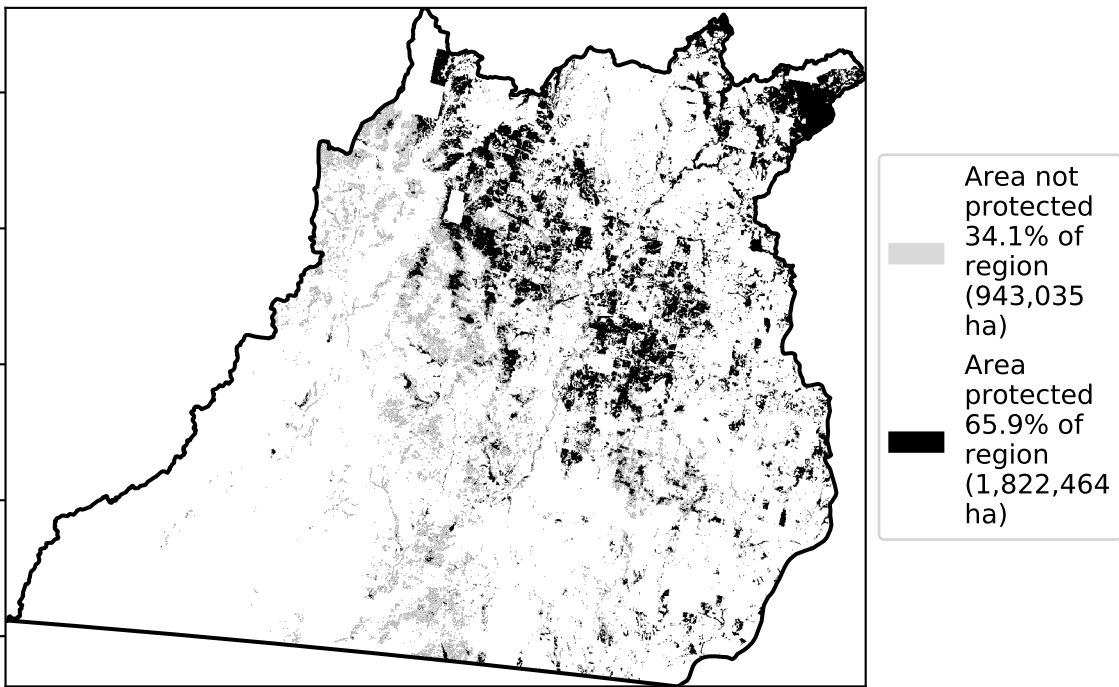 Area not
protected
34.1% of
region
(943,035
ha)
Area
protected
65.9% of
region
(1,822,464
ha)